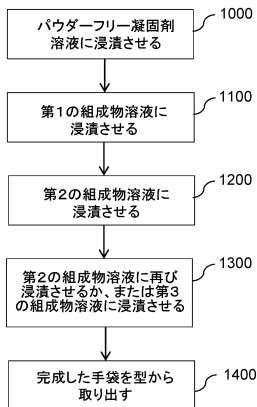 パウダーフリー凝固剤
溶液に浸漬させる
1000
第1の組成物溶液に
浸漬させる
1100
第2の組成物溶液に
浸漬させる
1200
第2の組成物溶液に再び
浸漬させるか、または第3
の組成物溶液に浸漬させる
1300
完成した手袋を型から
取り出す
1400